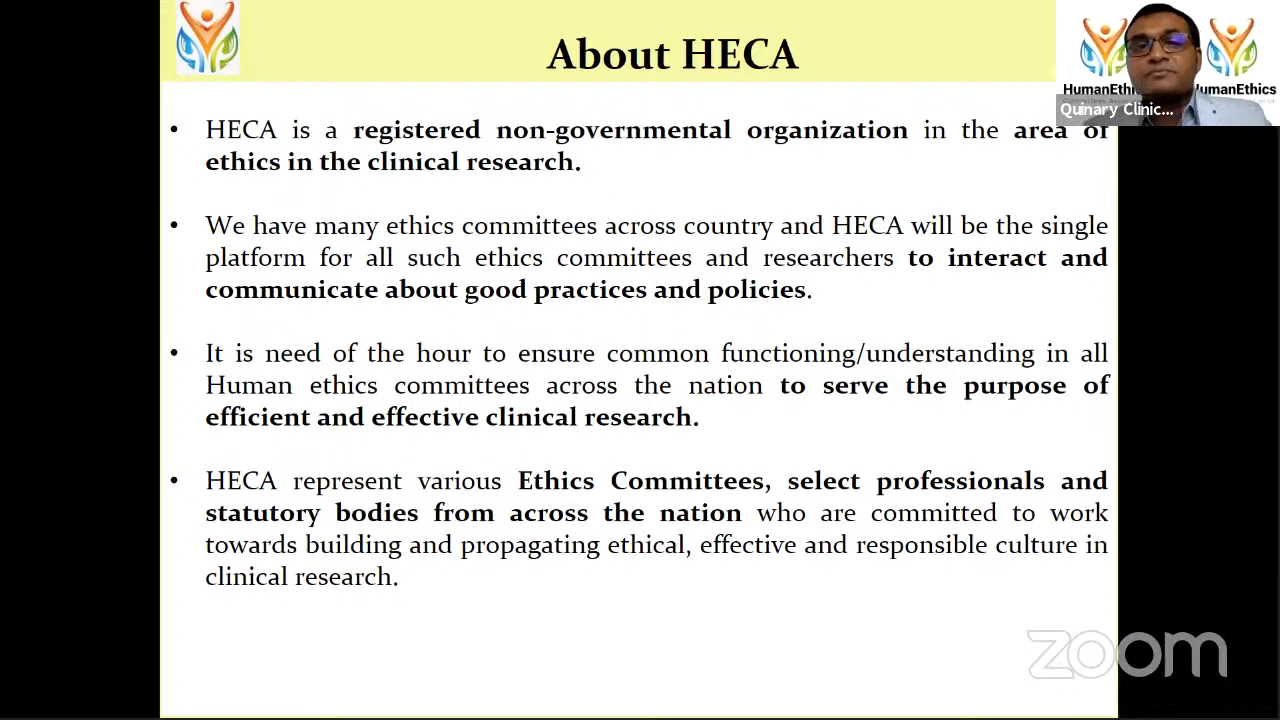 About HECA
HumanEthi
HumanEthics
Quinary Clinic...
• HECA is a registered non-governmental organization in the area of
ethics in the clinical research.
• We have many ethics committees across country and HECA will be the single
platform for all such ethics committees and researchers to interact and
communicate about good practices and policies.
• It is need of the hour to ensure common functioning/understanding in all
Human ethics committees across the nation to serve the purpose of
efficient and effective clinical research.
• HECA represent various Ethics Committees, select professionals and
statutory bodies from across the nation who are committed to work
towards building and propagating ethical, effective and responsible culture in
clinical research.
zoom